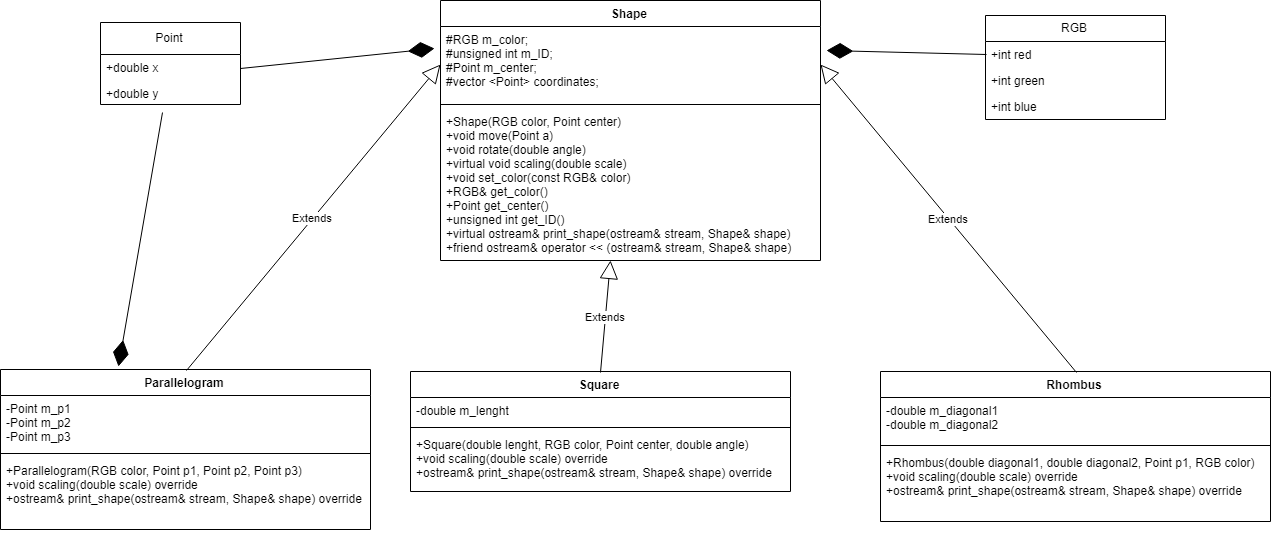 Point
+double x
+double y
Shape
#RGB m_color;
#unsigned int m_ID;
#Point m_center;
#vector <Point> coordinates;
+Shape(RGB color, Point center)
+void move(Point a)
+void rotate(double angle)
+virtual void scaling(double scale)
+void set_color(const RGB& color)
+RGB& get_color()
+Point get_center()
+unsigned int get_ID()
+virtual ostream& print_shape(ostream& stream, Shape& shape)
+friend ostream& operator << (ostream& stream, Shape& shape)
RGB
+int red
+int green
+int blue
Extends
Extends
Extends
Parallelogram
-Point m_p1
-Point m_p2
-Point m_p3
+Parallelogram(RGB color, Point p1, Point p2, Point p3)
+void scaling(double scale) override
+ostream& print_shape(ostream& stream, Shape& shape) override
Square
-double m_lenght
+Square(double lenght, RGB color, Point center, double angle)
+void scaling(double scale) override
+ostream& print_shape(ostream& stream, Shape& shape) override
Rhombus
-double m_diagonal1
-double m_diagonal2
+Rhombus(double diagonal1, double diagonal2, Point p1, RGB color)
+void scaling(double scale) override
+ostream& print_shape(ostream& stream, Shape& shape) override